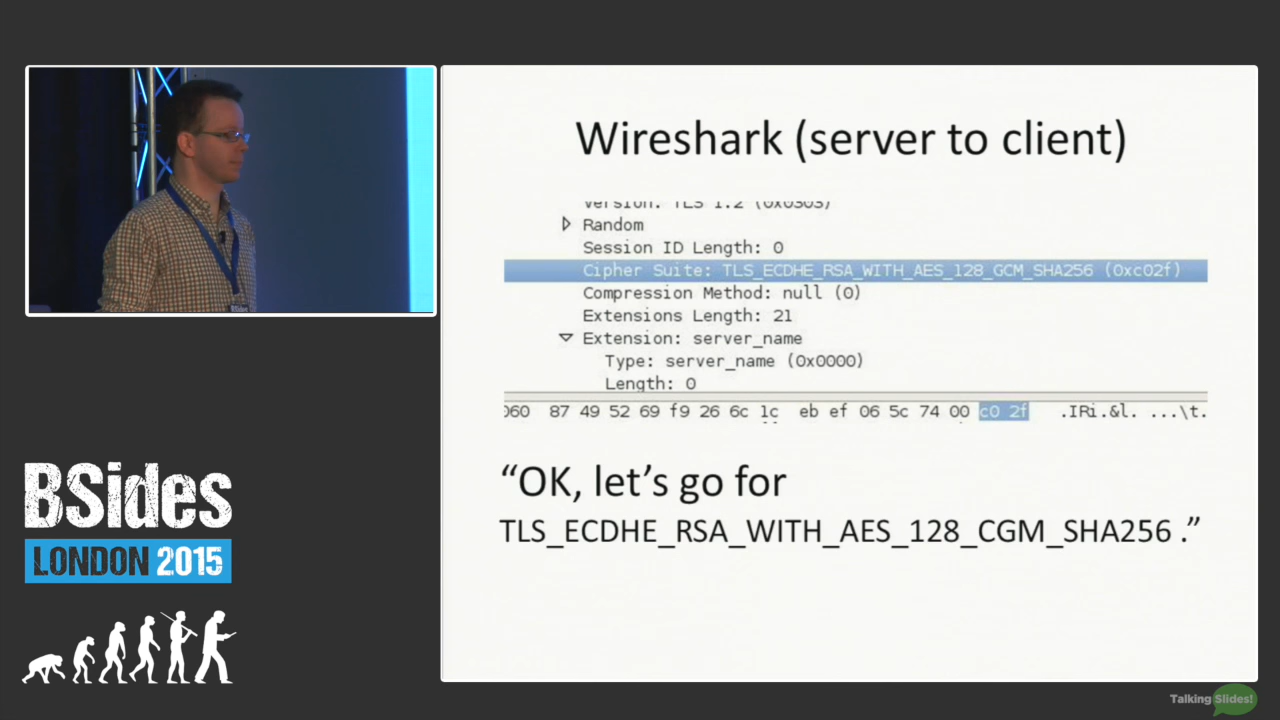 Wireshark (server to client)
Version: TLS 1.2 (0x0303)
Random
Session ID Length: 0
Cipher Suite: TLS_ECDHE_RSA_WITH_AES_128_GCM_SHA256 (0xc02f)
Compression Method: null (0)
Extensions Length: 21
Extension: server_name
Type: server_name (0x0000)
Length: 0
060 87 49 52 69 f9 26 6c 1c eb ef 06 5c 74 00 c0 2f .IRi.&l. ...\t.
“OK, let’s go for
TLS_ECDHE_RSA_WITH_AES_128_CGM_SHA256 .”
BSides
BSides
LONDON 2015
Talking Slides!